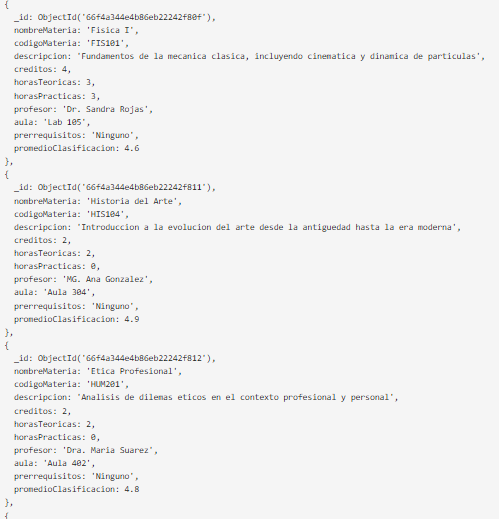 {
_id: ObjectId('66f4a344e4b86eb22242f80f'),
nombreMateria: 'Fisica I',
codigoMateria: 'FIS101',
descripcion: 'Fundamentos de la mecanica clasica, incluyendo cinematica y dinamica de particulas',
creditos: 4,
horasTeoricas: 3,
horasPracticas: 3,
profesor: 'Dr. Sandra Rojas',
aula: 'Lab 105',
prerrequisitos: 'Ninguno',
promedioClasificacion: 4.6
},
{
_id: ObjectId('66f4a344e4b86eb22242f811'),
nombreMateria: 'Historia del Arte',
codigoMateria: 'HIS104',
descripcion: 'Introduccion a la evolucion del arte desde la antiguedad hasta la era moderna',
creditos: 2,
horasTeoricas: 2,
horasPracticas: 0,
profesor: 'MG. Ana Gonzalez',
aula: 'Aula 304',
prerrequisitos: 'Ninguno',
promedioClasificacion: 4.9
},
{
_id: ObjectId('66f4a344e4b86eb22242f812'),
nombreMateria: 'Etica Profesional',
codigoMateria: 'HUM201',
descripcion: 'Analisis de dilemas eticos en el contexto profesional y personal',
creditos: 2,
horasTeoricas: 2,
horasPracticas: 0,
profesor: 'Dra. Maria Suarez',
aula: 'Aula 402',
prerrequisitos: 'Ninguno',
promedioClasificacion: 4.8
},
{